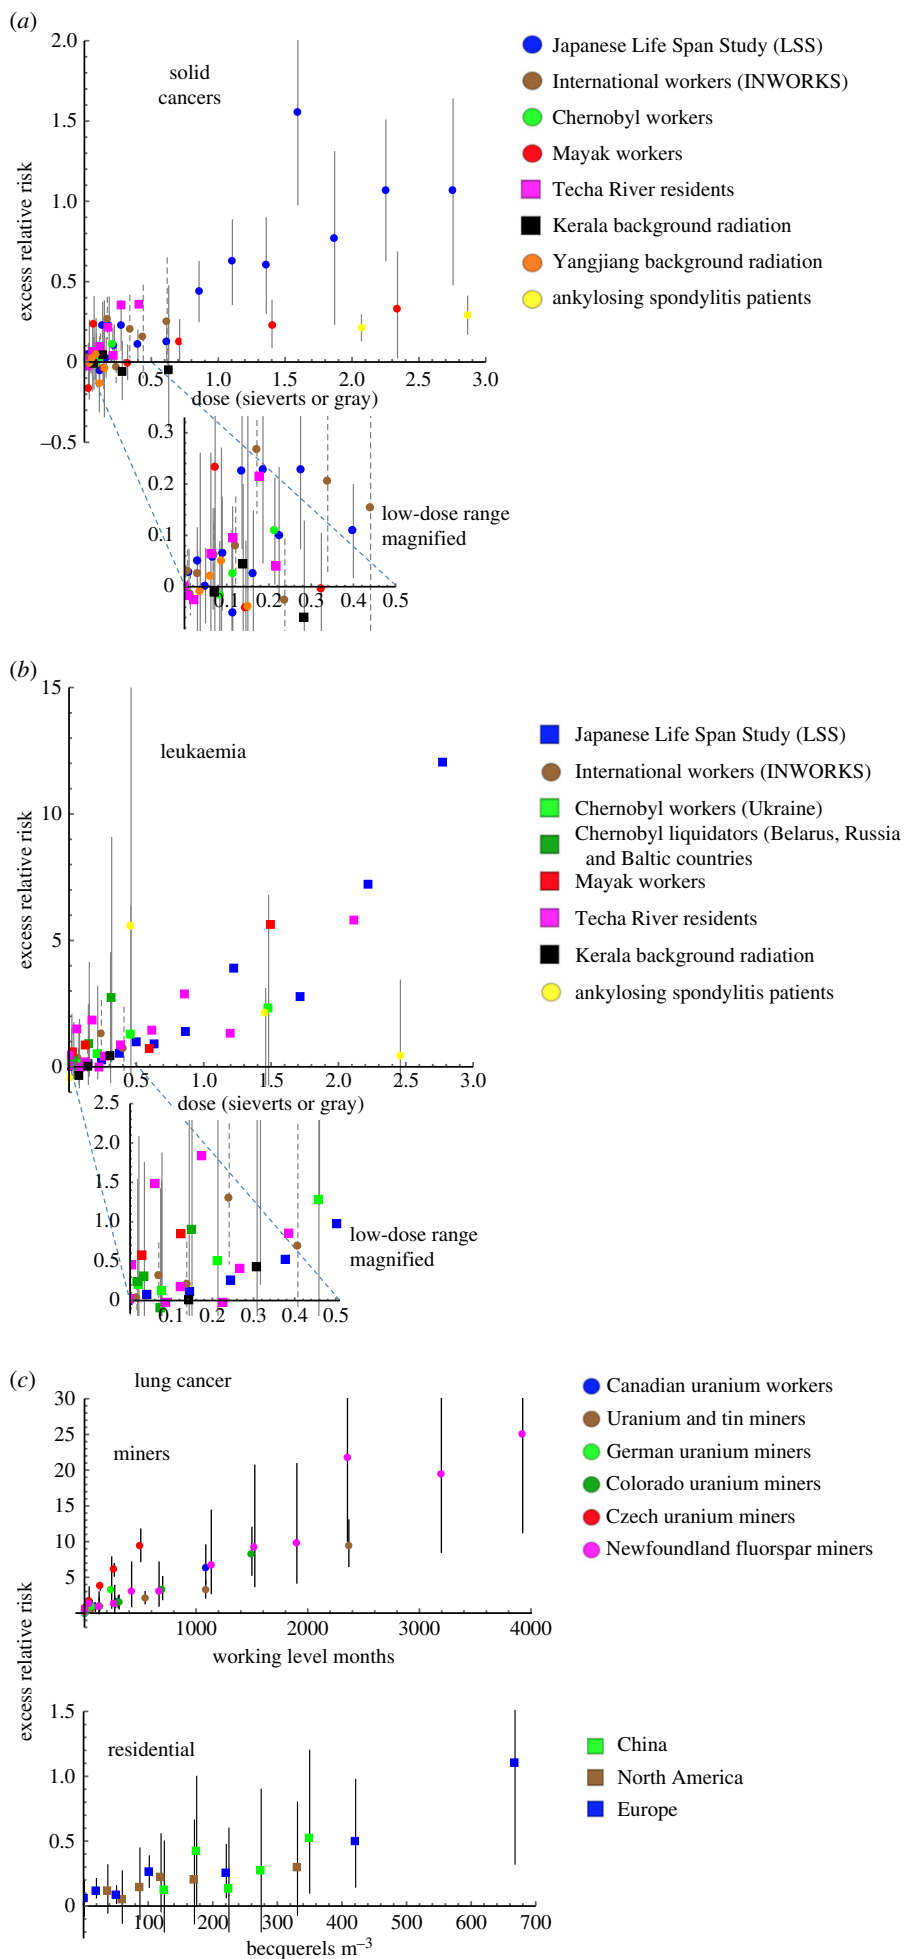 (a)
2.0
1.5
1.0
0.5
0
–0.5
excess relative risk
solid
cancers
0.5
1.0
1.5
2.0
2.5
3.0
dose (sieverts or gray)
Japanese Life Span Study (LSS)
International workers (INWORKS)
Chernobyl workers
Mayak workers
Techa River residents
Kerala background radiation
Yangjiang background radiation
ankylosing spondylitis patients
0.3
0.2
0.1
0
0.1
0.2
0.3
0.4
0.5
low-dose range
magnified
(b)
15
10
5
0
excess relative risk
leukaemia
0.5
1.0
1.5
2.0
2.5
3.0
dose (sieverts or gray)
Japanese Life Span Study (LSS)
International workers (INWORKS)
Chernobyl workers (Ukraine)
Chernobyl liquidators (Belarus, Russia
and Baltic countries
Mayak workers
Techa River residents
Kerala background radiation
ankylosing spondylitis patients
2.5
2.0
1.5
1.0
0.5
0
0.1
0.2
0.3
0.4
0.5
low-dose range
magnified
(c)
lung cancer
30
25
20
15
10
5
miners
1000
2000
3000
4000
working level months
Canadian uranium workers
Uranium and tin miners
German uranium miners
Colorado uranium miners
Czech uranium miners
Newfoundland fluorspar miners
excess relative risk
1.5
1.0
0.5
0
residential
100
200
300
400
500
600
700
becquerels m–3
China
North America
Europe